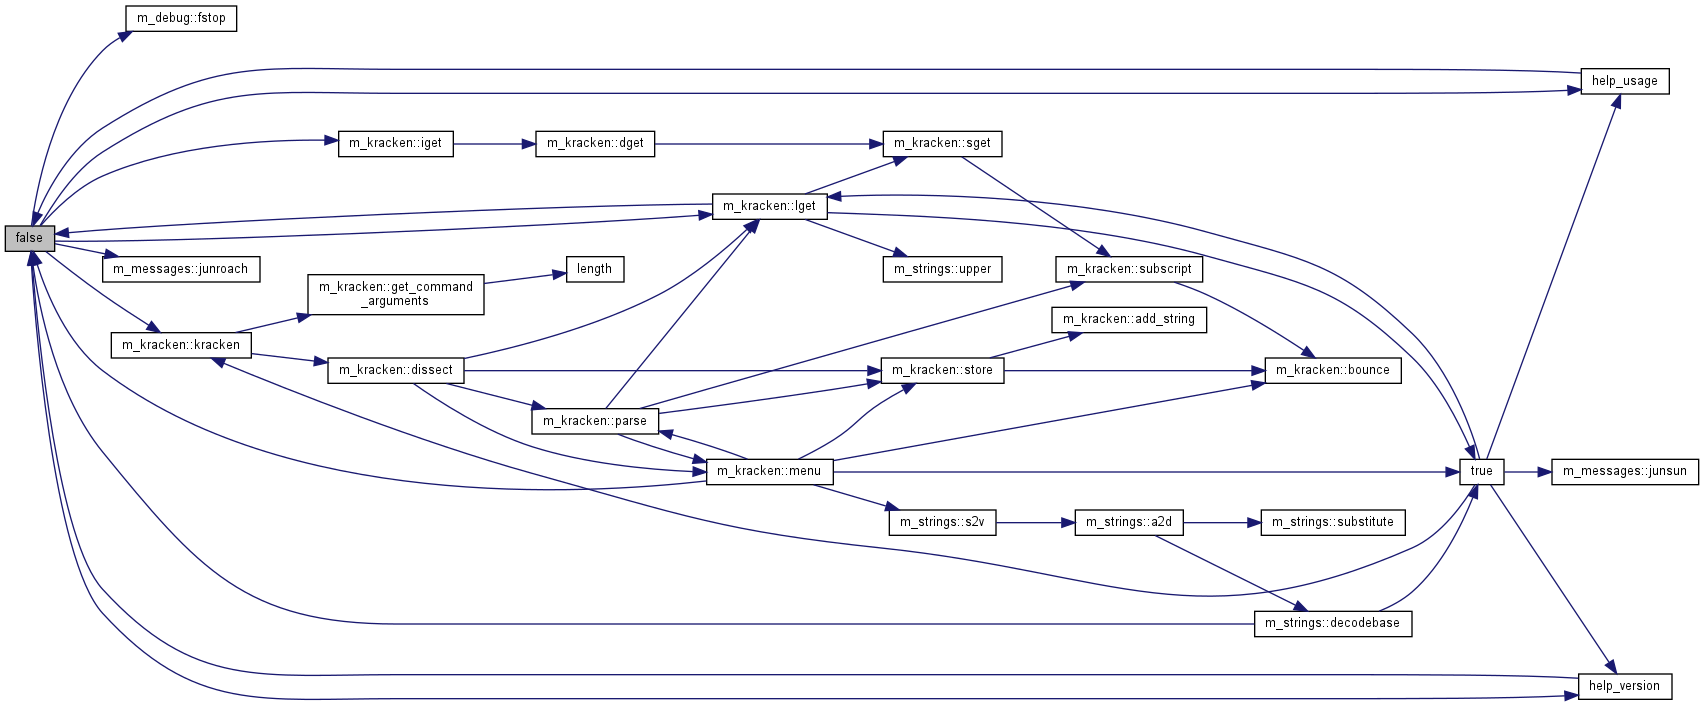 m_debug::fstop
help_usage
m_kracken::iget
m_kracken::dget
m_kracken::sget
m_kracken::lget
false
m_messages::junroach
m_strings::upper
m_kracken::subscript
m_kracken::get_command
_arguments
length
m_kracken::add_string
m_kracken::kracken
m_kracken::dissect
m_kracken::store
m_kracken::bounce
m_kracken::parse
m_kracken::menu
true
m_messages::junsun
m_strings::s2v
m_strings::a2d
m_strings::substitute
m_strings::decodebase
help_version